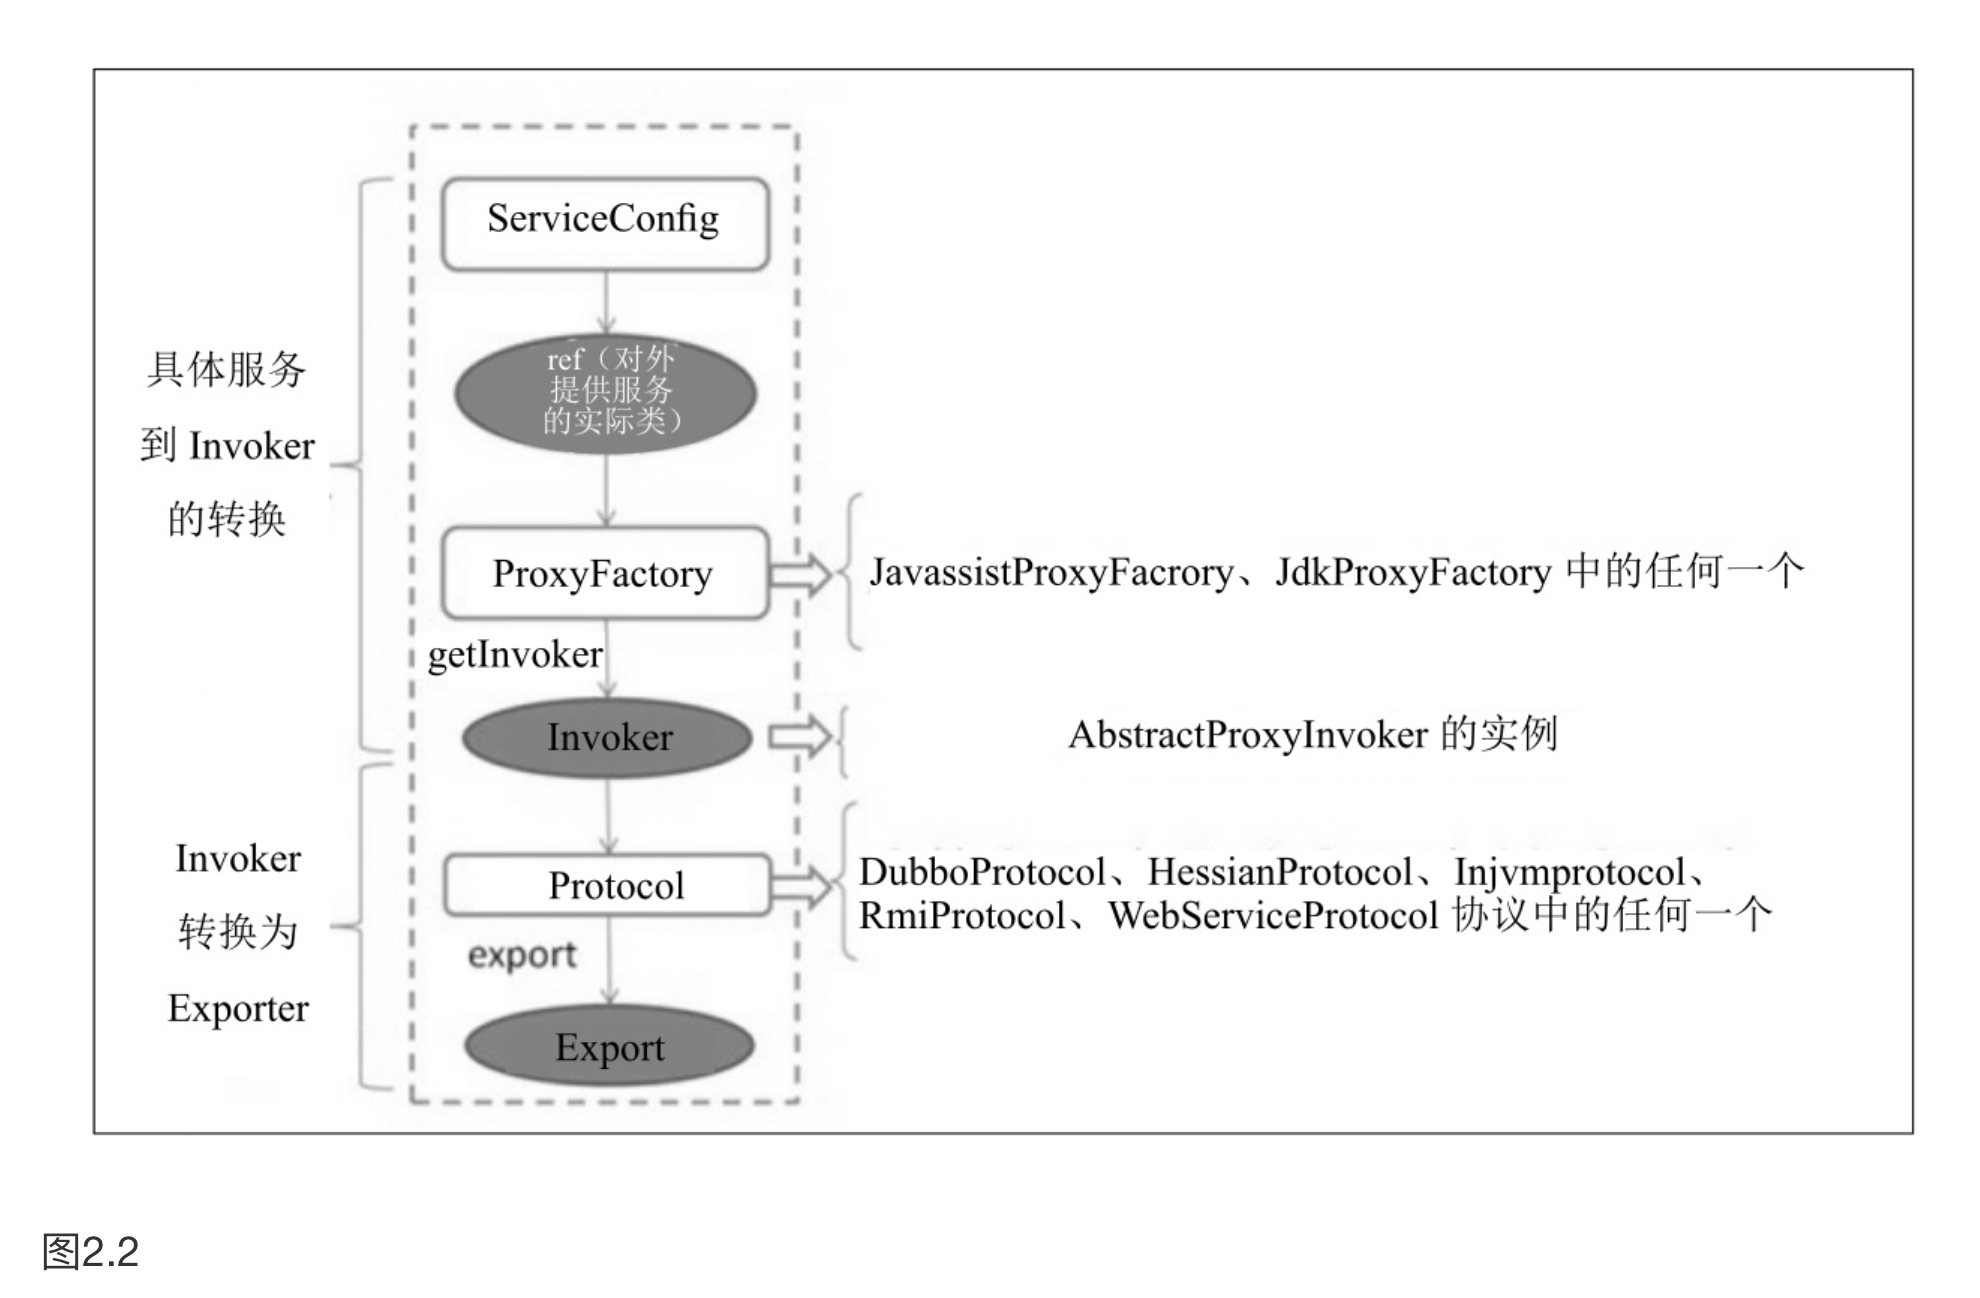 ServiceConfig
ref（对外
提供服务
的实际类）
具体服务
到 Invoker
的转换
ProxyFactory
JavassistProxyFacrory、JdkProxyFactory 中的任何一个
getInvoker
Invoker
AbstractProxyInvoker 的实例
Invoker
转换为
Exporter
Protocol
DubboProtocol、HessianProtocol、Injvmprotocol、
RmiProtocol、WebServiceProtocol 协议中的任何一个
export
Export
图2.2